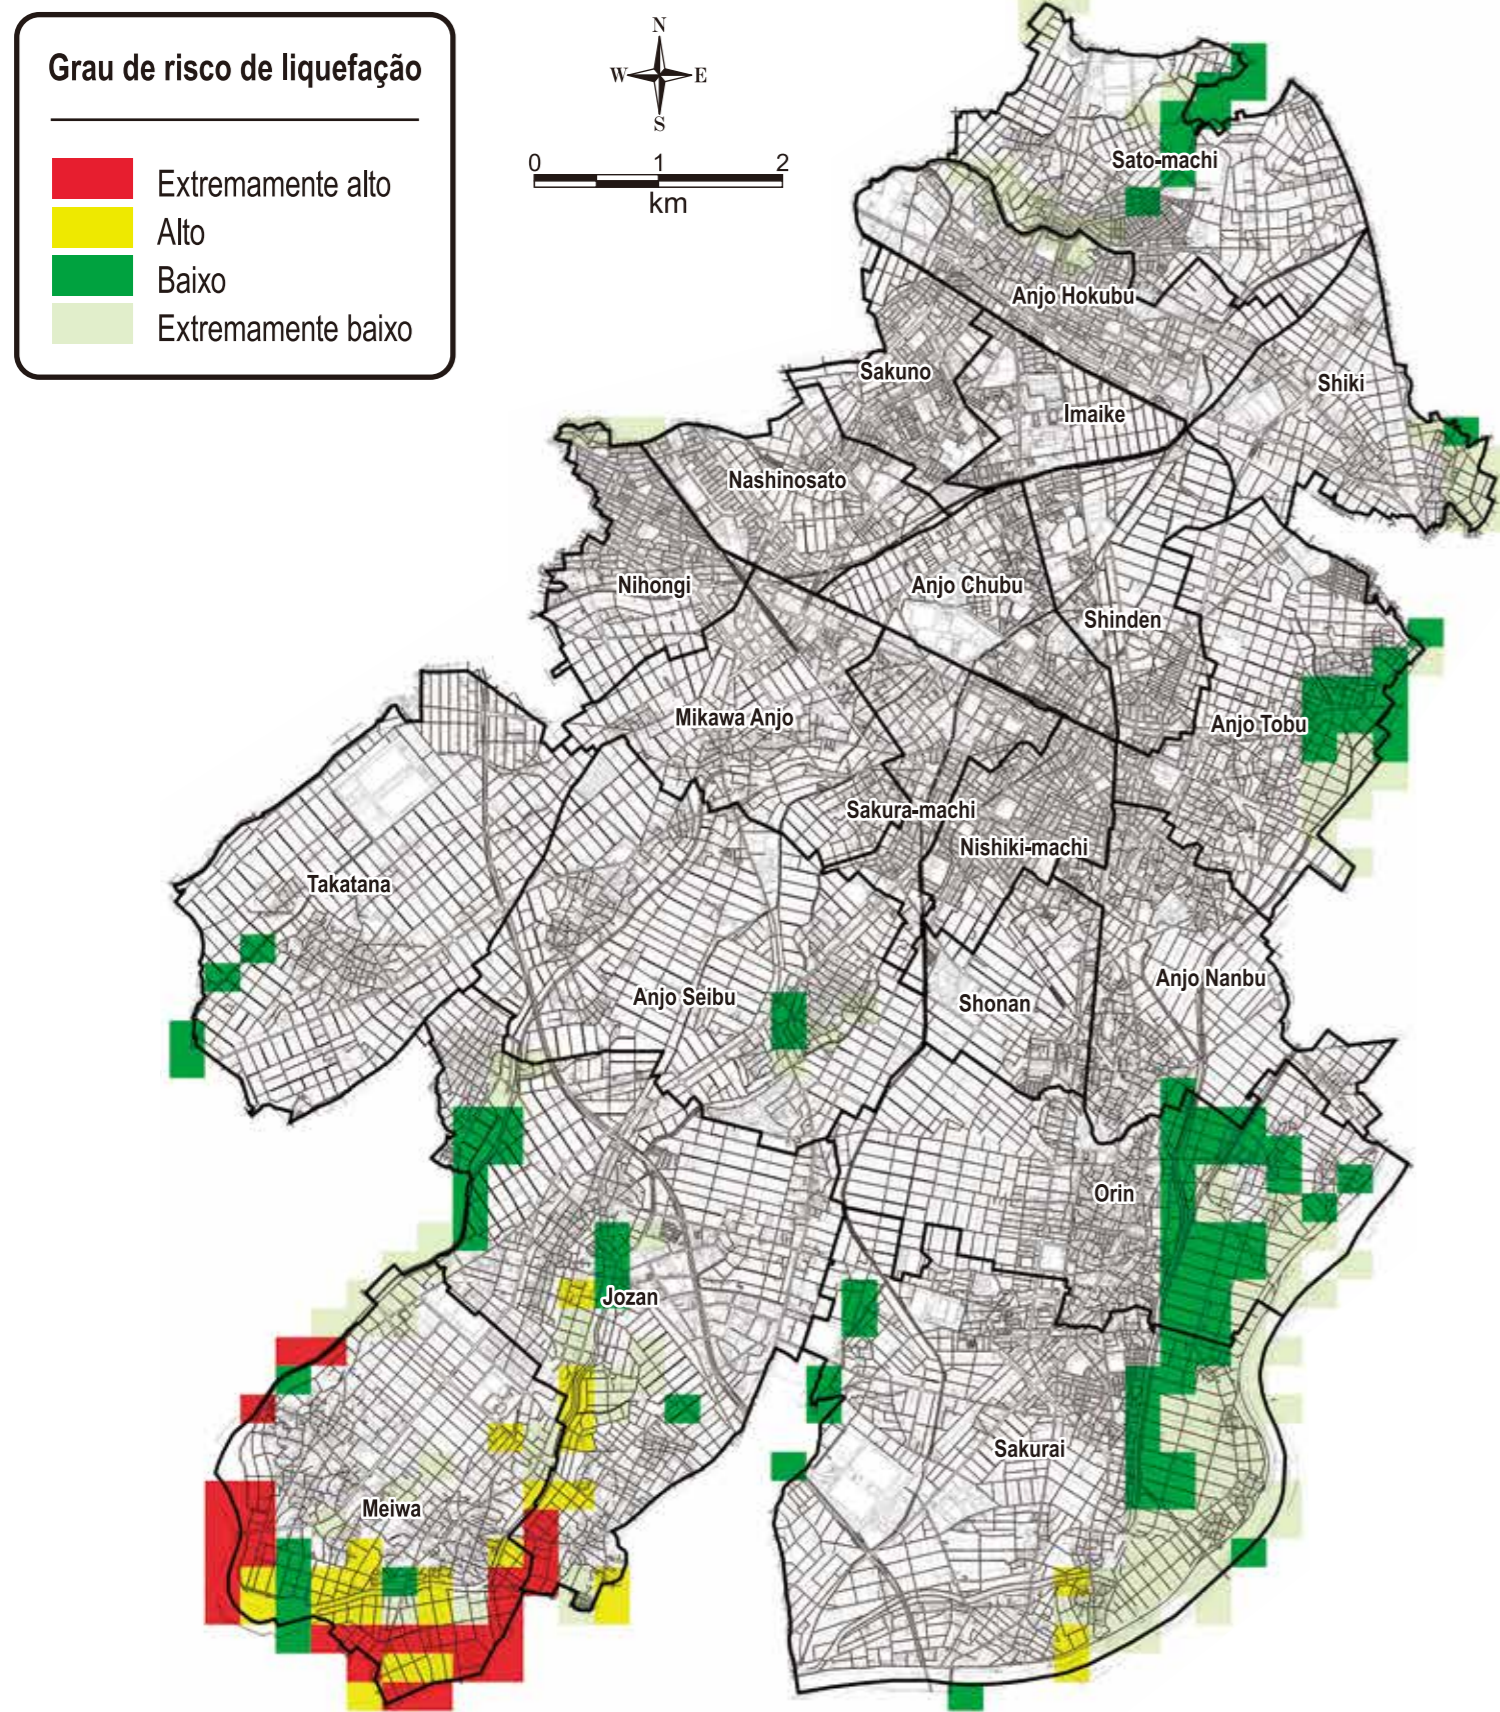 Grau de risco de liquefação
Extremamente alto
Alto
Baixo
Extremamente baixo
N
W E
S
0 1 2
km
Sato-machi
Anjo Hokubu
Sakuno
Shiki
Imaike
Nashinosato
Nihongi
Anjo Chubu
Shinden
Mikawa Anjo
Anjo Tobu
Sakura-machi
Nishiki-machi
Takatana
Anjo Seibu
Shonan
Anjo Nanbu
Orin
Jozan
Sakurai
Meiwa